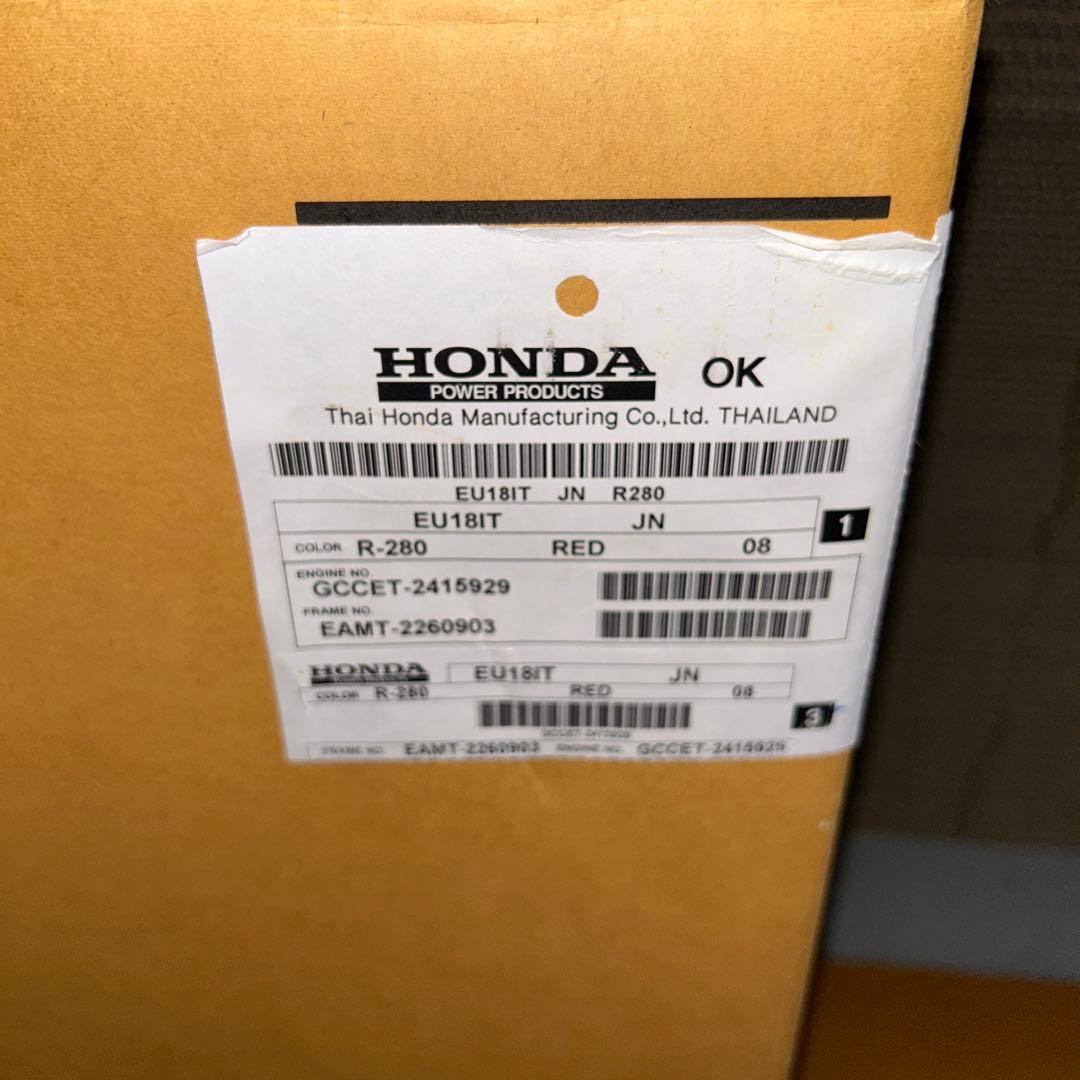 HONDA OK
POWER PRODUCTS
Thai Honda Manufacturing Co.,Ltd. THAILAND
EU18IT JN R280
EU18IT JN
1
COLOR R-280 RED 08
ENGINE NO.
GCCET-2415929
FRAME NO.
EAMT-2260903
HONDA EU18IT JN
COLOR R-280 RED 08
3
FRAME NO. EAMT-2260903 ENGINE NO. GCCET-2415929